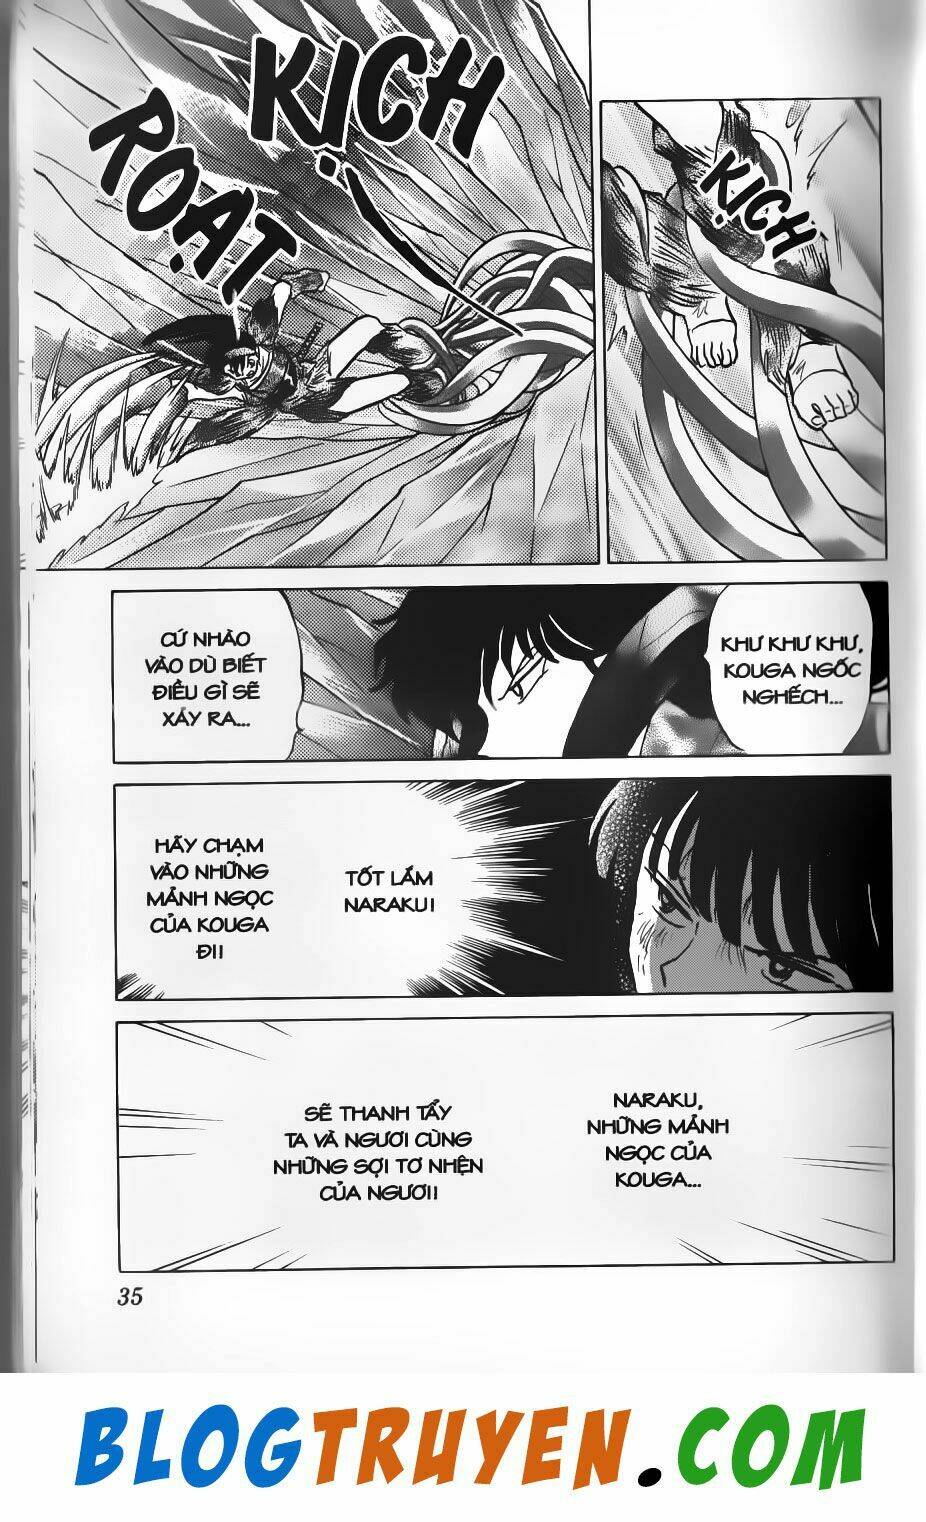 KỊCH
KỊCH
ROẠT
KHƯ KHƯ KHƯ,
KOUGA NGỐC
NGHẾCH...
CỨ NHÀO
VÀO DÙ BIẾT
ĐIỀU GÌ SẼ
XẢY RA...
TỐT LẮM
NARAKU!
HÃY CHẠM
VÀO NHỮNG
MẢNH NGỌC
CỦA KOUGA
ĐI!
NARAKU,
NHỮNG MẢNH
NGỌC CỦA
KOUGA...
SẼ THANH TẨY
TA VÀ NGƯƠI CÙNG
NHỮNG SỢI TƠ NHỆN
CỦA NGƯƠI!
35
BLOGTRUYEN.COM